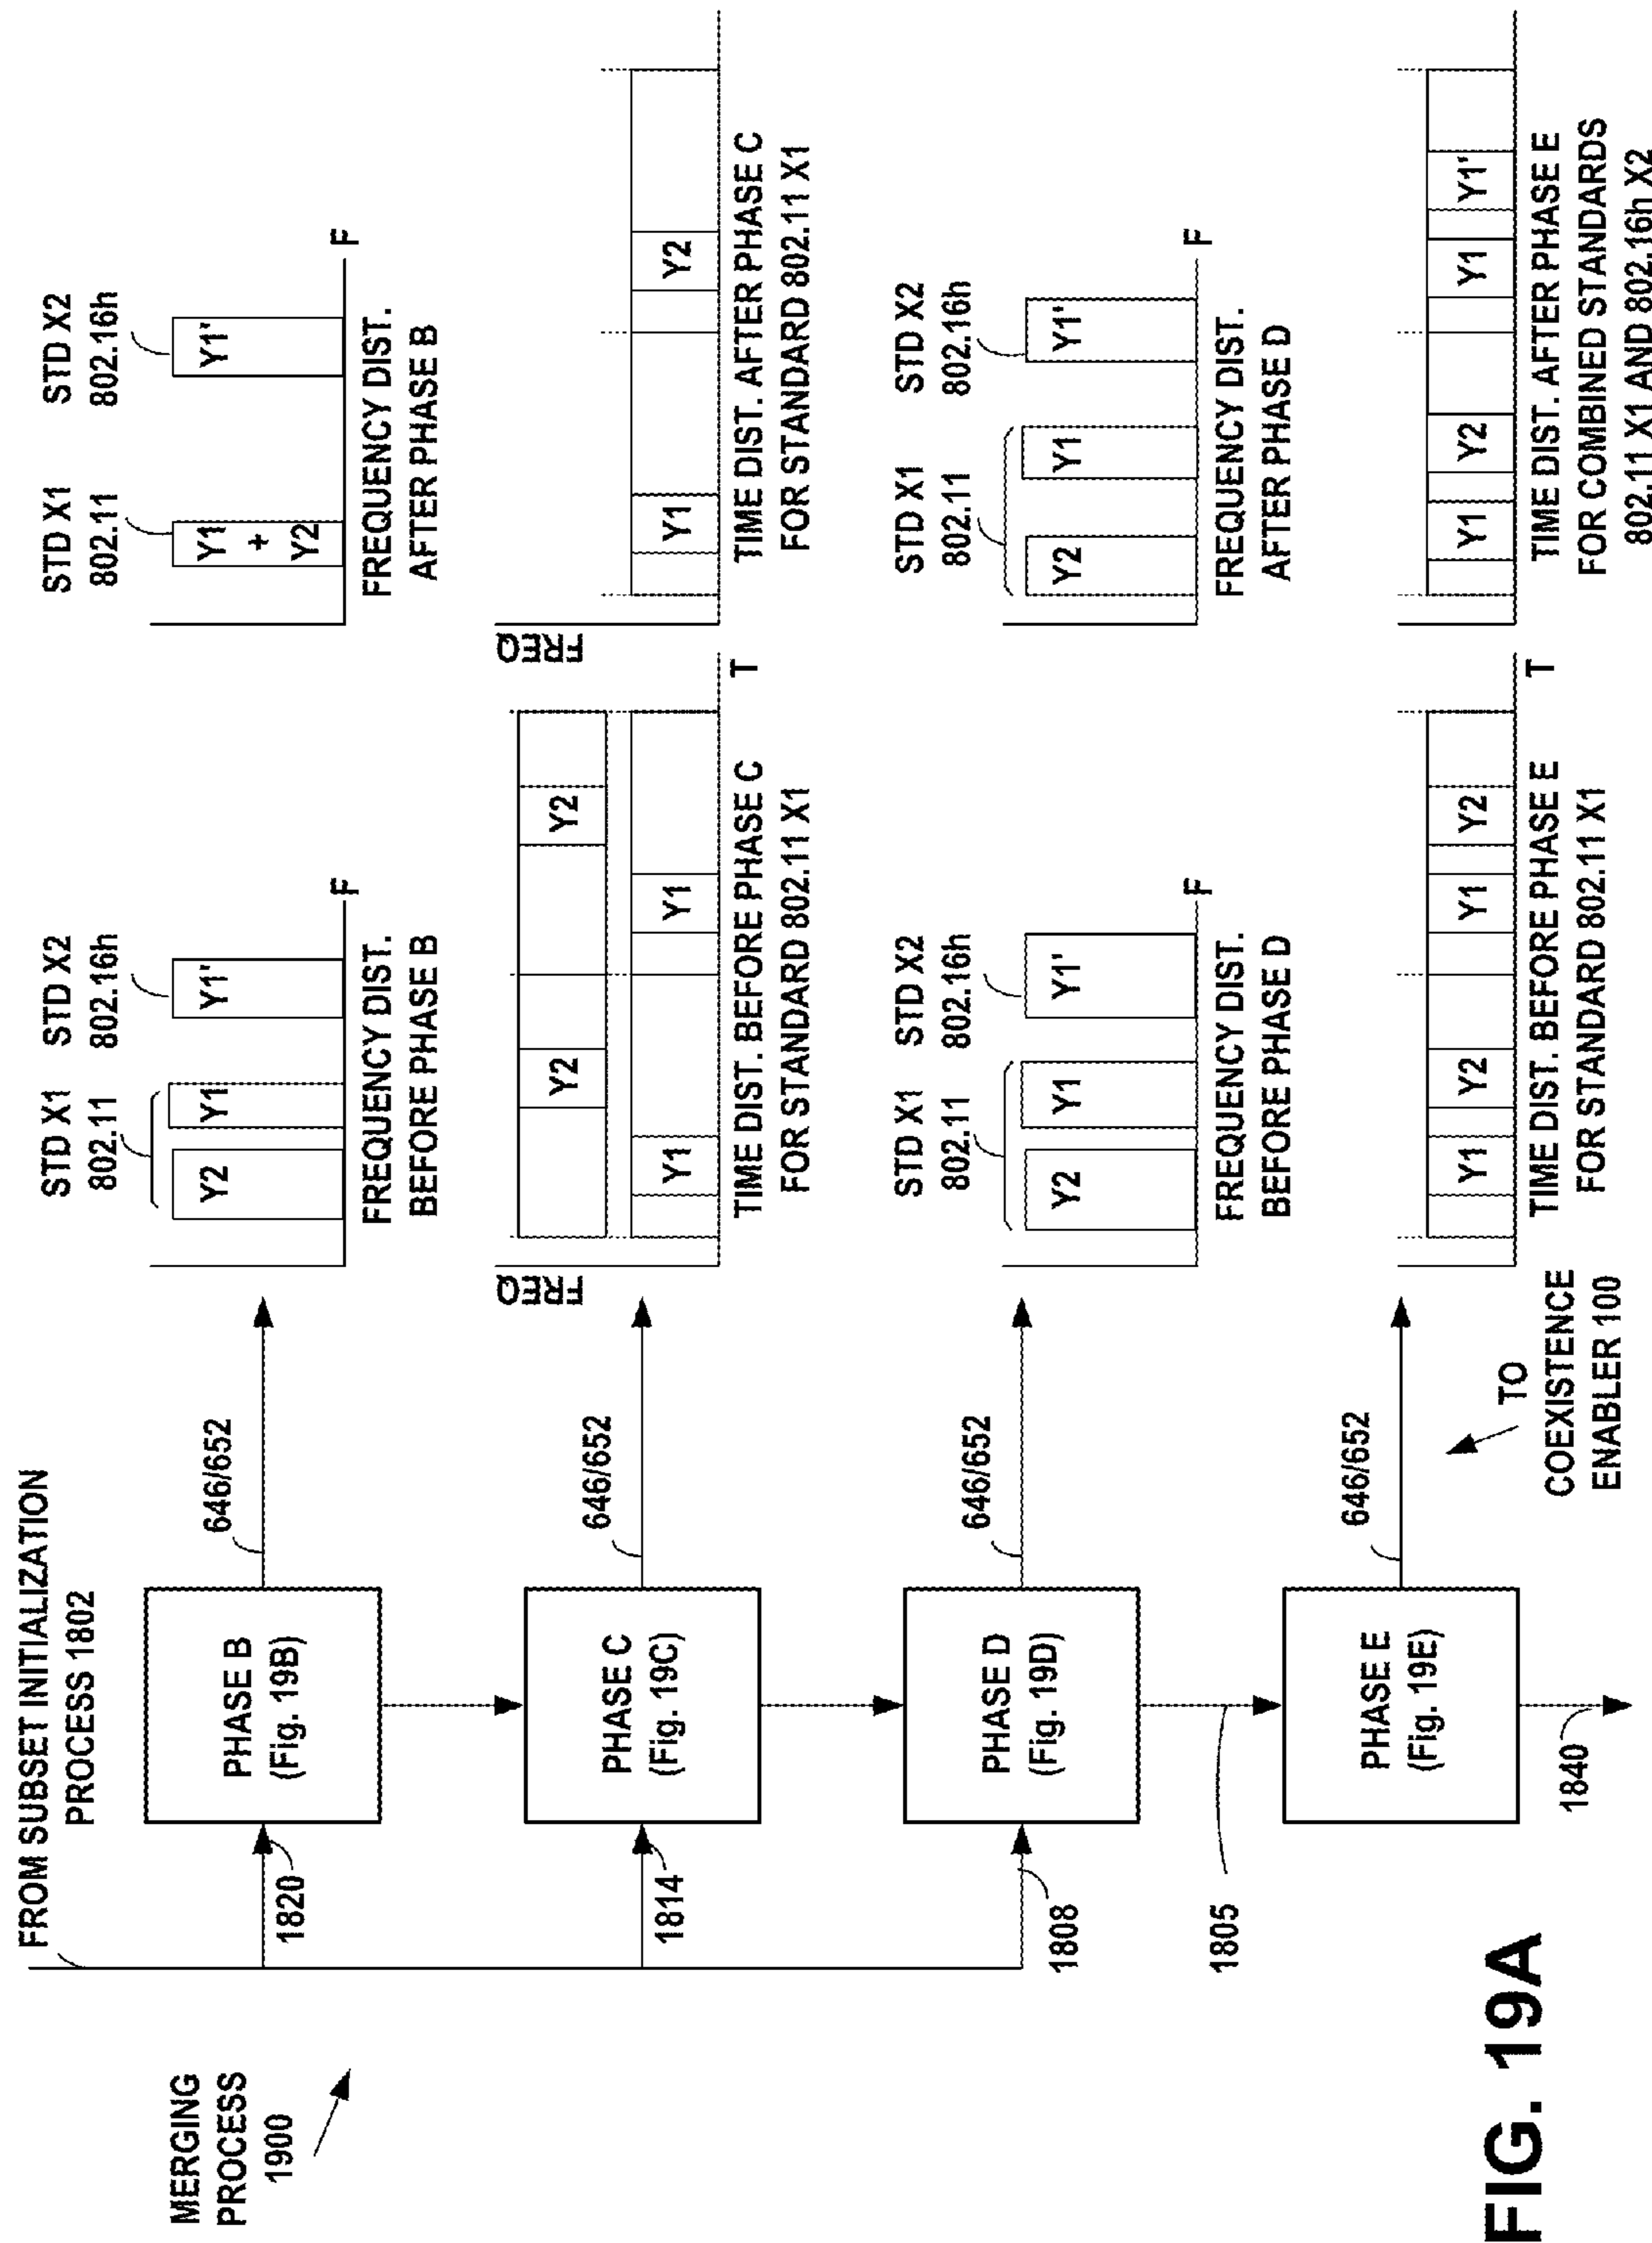 MERGING
PROCESS
1900
FROM SUBSET INITIALIZATION
PROCESS 1802
1820
PHASE B
(Fig. 19B)
646/652
STD X1
802.11
STD X2
802.16h
Y2
Y1
Y1'
F
FREQUENCY DIST.
BEFORE PHASE B
STD X1
802.11
STD X2
802.16h
Y1
+
Y2
Y1'
F
FREQUENCY DIST.
AFTER PHASE B
1814
PHASE C
(Fig. 19C)
646/652
FREQ
Y2
Y2
Y1
Y1
T
TIME DIST. BEFORE PHASE C
FOR STANDARD 802.11 X1
FREQ
Y1
Y2
TIME DIST. AFTER PHASE C
FOR STANDARD 802.11 X1
1808
PHASE D
(Fig. 19D)
646/652
STD X1
802.11
STD X2
802.16h
Y2
Y1
Y1'
F
FREQUENCY DIST.
BEFORE PHASE D
STD X1
802.11
STD X2
802.16h
Y2
Y1
Y1'
F
FREQUENCY DIST.
AFTER PHASE D
1805
PHASE E
(Fig. 19E)
646/652
1840
TO
COEXISTENCE
ENABLER 100
Y1
Y2
Y1
Y2
T
TIME DIST. BEFORE PHASE E
FOR STANDARD 802.11 X1
Y1
Y2
Y1
Y1'
TIME DIST. AFTER PHASE E
FOR COMBINED STANDARDS
802.11 X1 AND 802.16h X2
FIG. 19A